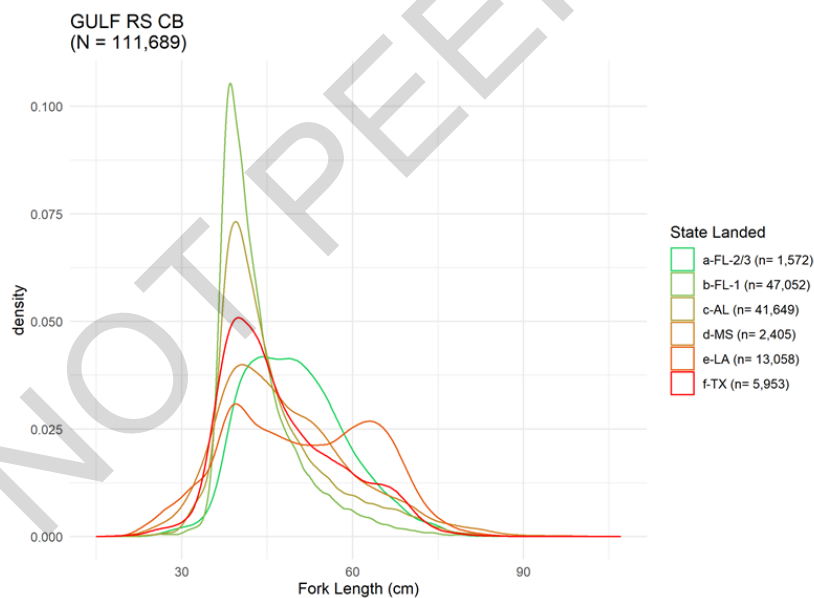 GULF RS CB
(N = 111,689)
NOT PEER
density
0.100
0.075
0.050
0.025
0.000
30
60
90
Fork Length (cm)
State Landed
a-FL-2/3 (n= 1,572)
b-FL-1 (n= 47,052)
c-AL (n= 41,649)
d-MS (n= 2,405)
e-LA (n= 13,058)
f-TX (n= 5,953)